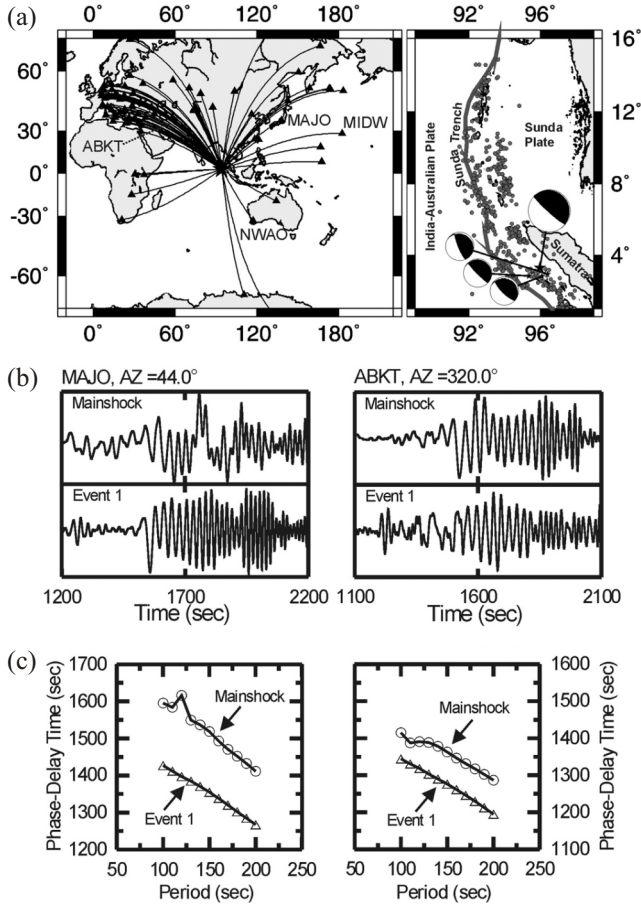 (a)
92° 96°
16°
12°
8°
4°
92° 96°
60°
30°
0°
-30°
-60°
0° 60° 120° 180°
MAJO
MIDW
ABKT
NWAO
India-Australian Plate
Sunda Trench
Sunda
Plate
Sumatra
(b)
MAJO, AZ =44.0°
Mainshock
Event 1
1200 1700 2200
Time (sec)
ABKT, AZ =320.0°
Mainshock
Event 1
1100 1600 2100
Time (sec)
(c)
Phase-Delay Time (sec)
1700
1600
1500
1400
1300
1200
Mainshock
Event 1
50 100 150 200 250
Period (sec)
Mainshock
Event 1
50 100 150 200 250
Period (sec)
1600
1500
1400
1300
1200
1100
Phase-Delay Time (sec)